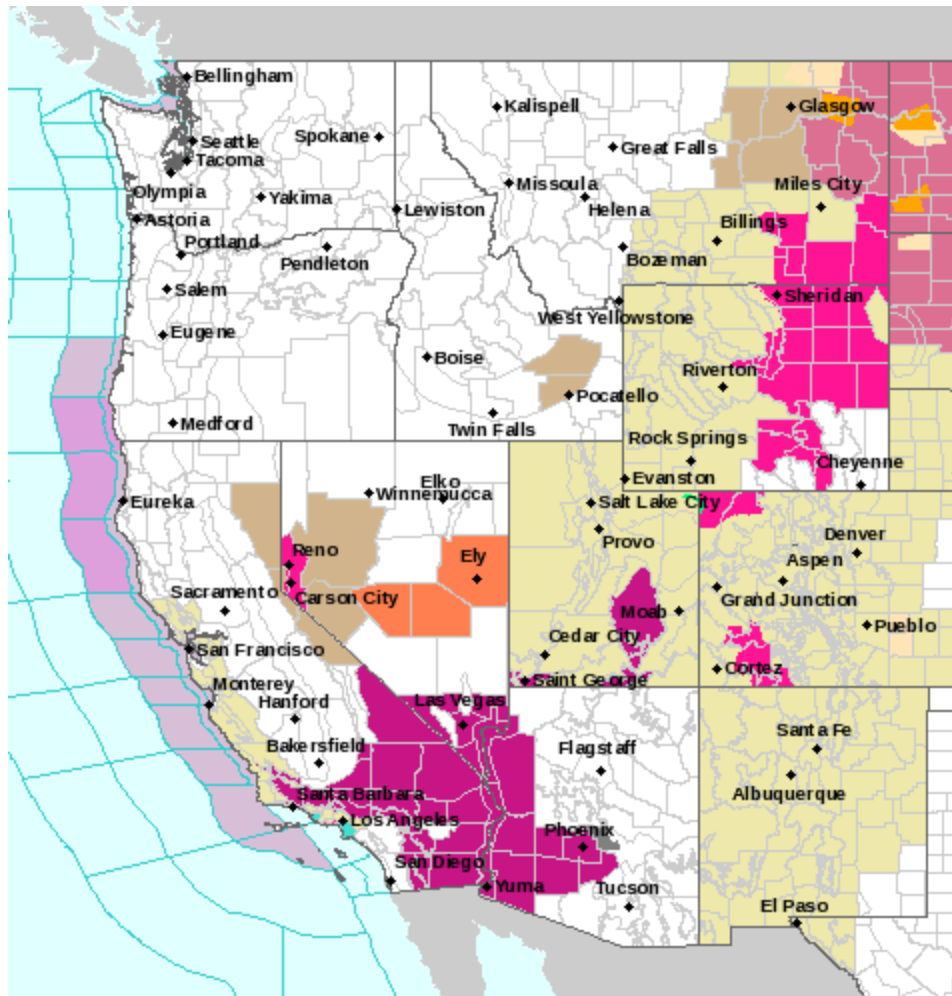 Bellingham
Kalispell
Glasgow
Seattle
Spokane
Great Falls
Tacoma
Olympia
Yakima
Missoula
Miles City
Helena
Lewiston
Astoria
Billings
Portland
Pendleton
Bozeman
Salem
Sheridan
West Yellowstone
Eugene
Boise
Riverton
Pocatello
Medford
Twin Falls
Rock Springs
Cheyenne
Evanston
Elko
Winnemucca
Eureka
Salt Lake City
Provo
Denver
Reno
Ely
Aspen
Sacramento
Carson City
Grand Junction
Moab
Pueblo
Cedar City
San Francisco
Cortez
Saint George
Monterey
Hanford
Las Vegas
Santa Fe
Bakersfield
Flagstaff
Albuquerque
Santa Barbara
Los Angeles
Phoenix
San Diego
Yuma
Tucson
El Paso